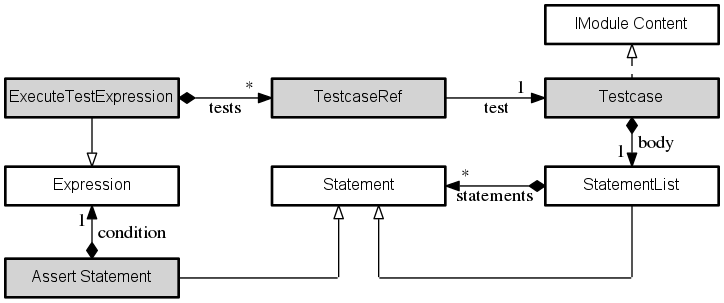 IModule Content
ExecuteTestExpression
*
tests
TestcaseRef
1
test
Testcase
body
1
Expression
Statement
*
statements
StatementList
1
condition
Assert Statement